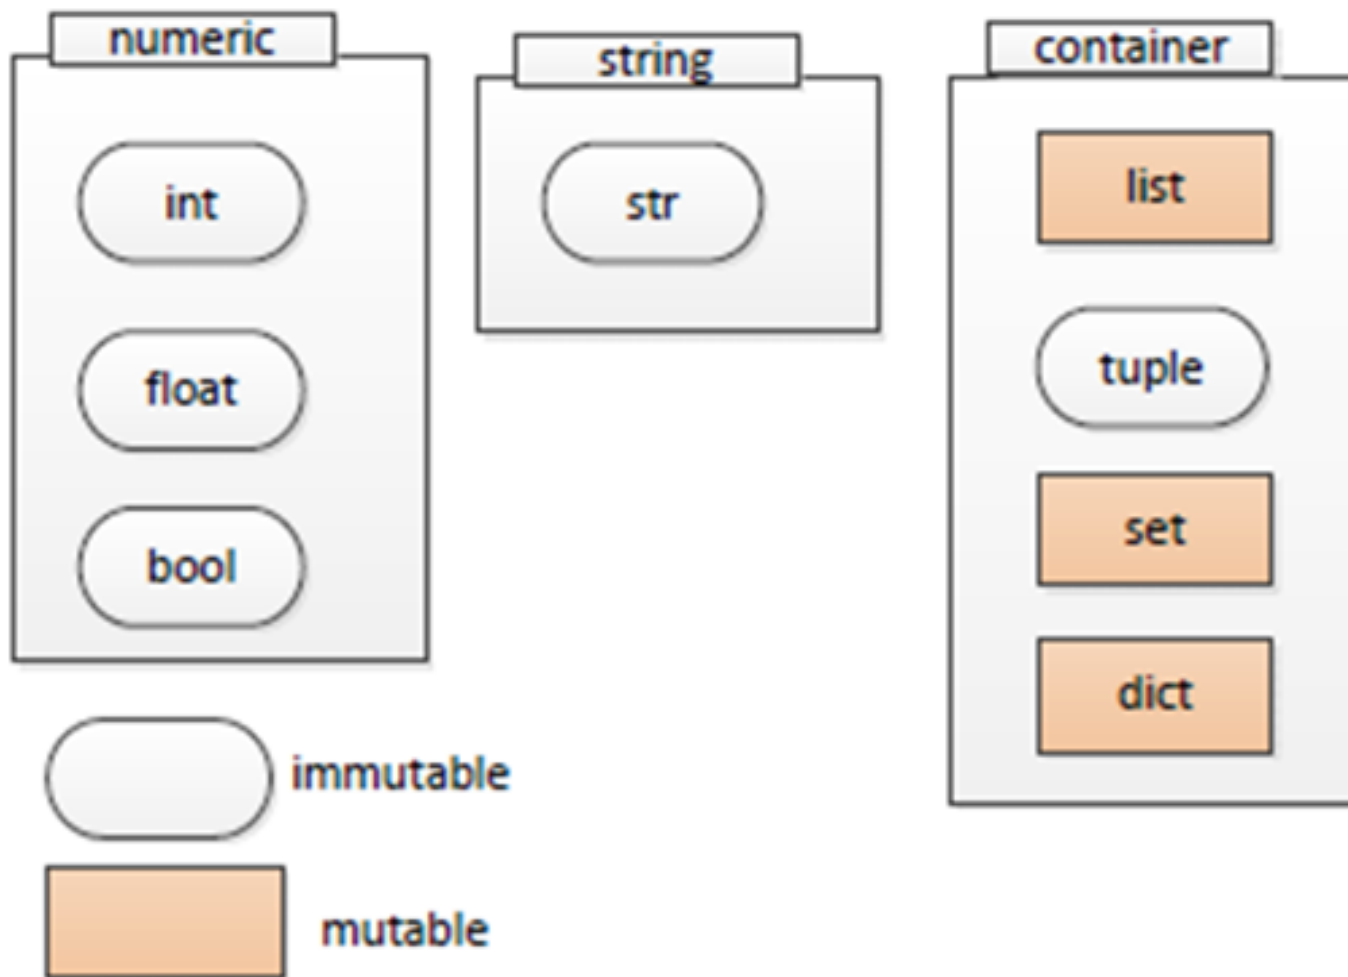 numeric
int
float
bool
string
str
container
list
tuple
set
dict
immutable
mutable